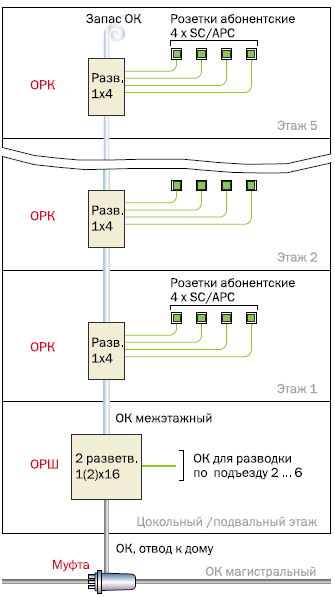 Запас ОК
Розетки абонентские
4 x SC/APC
ОРК
Разв.
1x4
Этаж 5
ОРК
Разв.
1x4
Этаж 2
Розетки абонентские
4 x SC/APC
ОРК
Разв.
1x4
Этаж 1
ОК межэтажный
ОРШ
2 разветв.
1(2)x16
ОК для разводки
по подъезду 2 ... 6
Цокольный /подвальный этаж
ОК, отвод к дому
Муфта
ОК магистральный